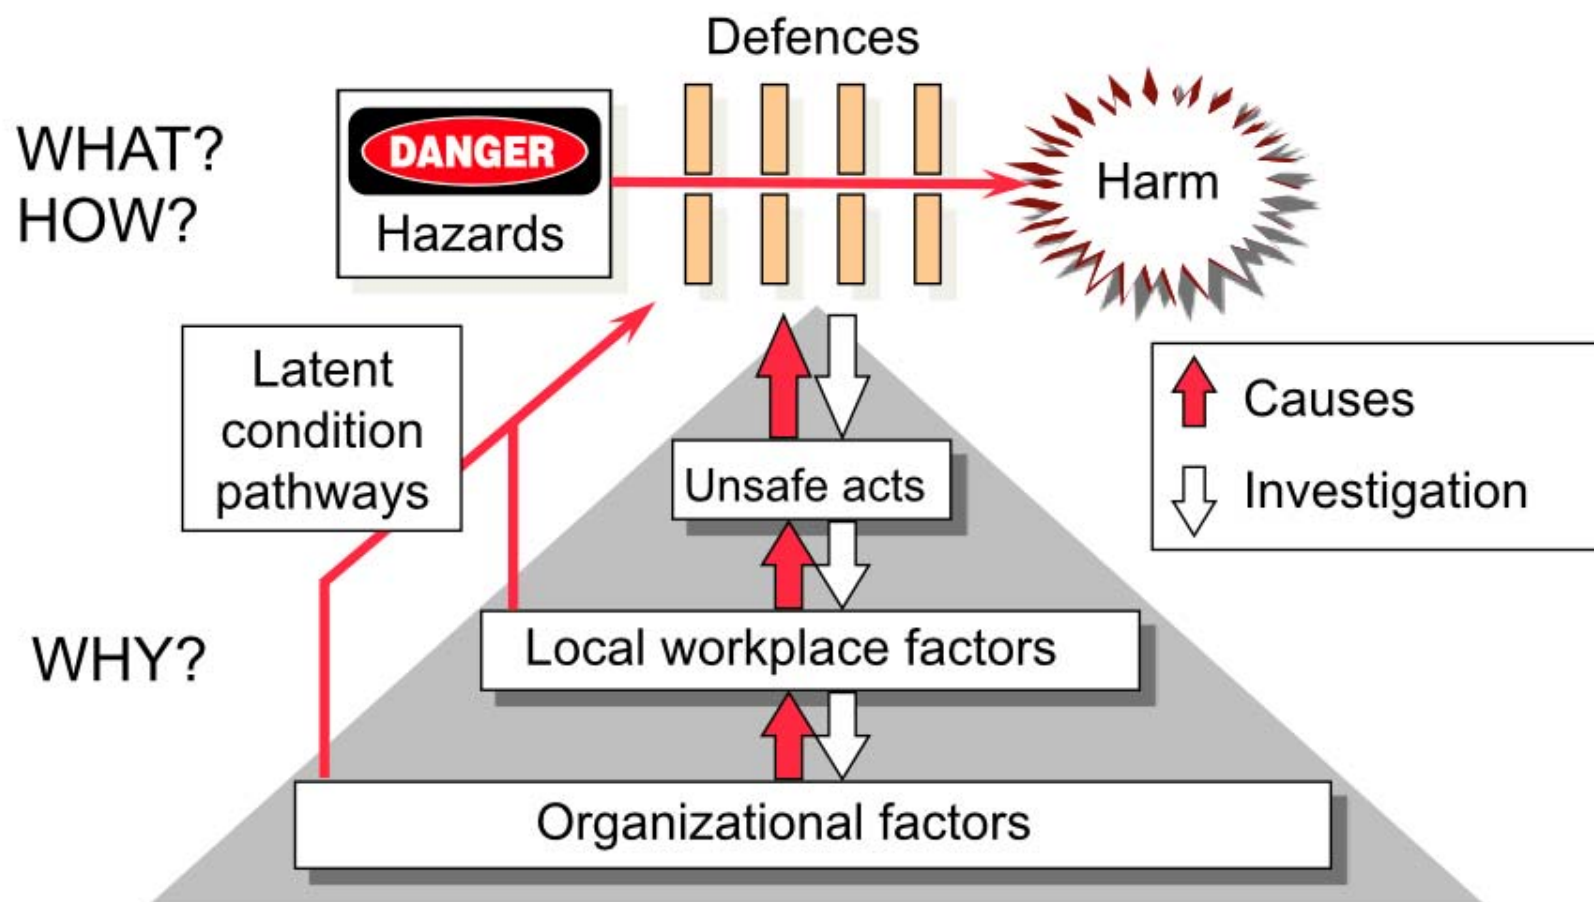 Defences
WHAT?
HOW?
DANGER
Hazards
Harm
Latent
condition
pathways
Causes
Investigation
Unsafe acts
WHY?
Local workplace factors
Organizational factors